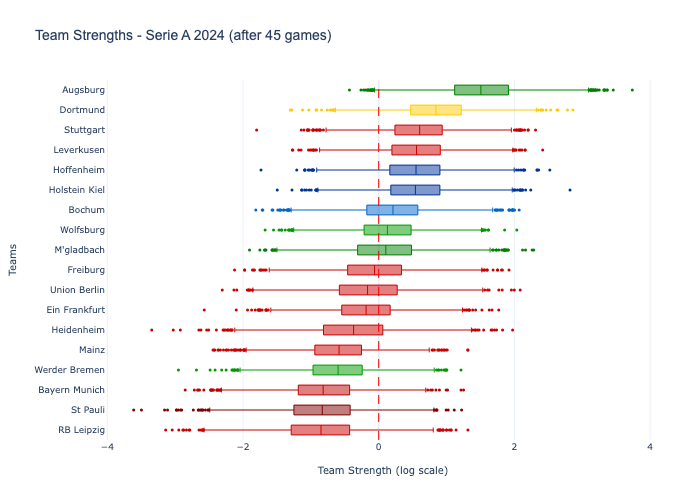 Team Strengths - Serie A 2024 (after 45 games)
Augsburg
Dortmund
Stuttgart
Leverkusen
Hoffenheim
Holstein Kiel
Bochum
Wolfsburg
M'gladbach
Freiburg
Union Berlin
Ein Frankfurt
Heidenheim
Mainz
Werder Bremen
Bayern Munich
St Pauli
RB Leipzig
Teams
−4 −2 0 2 4
Team Strength (log scale)